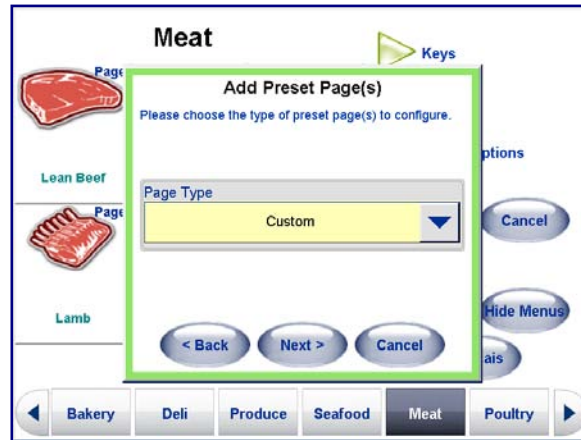 Meat
Keys
Page
Add Preset Page(s)
Please choose the type of preset page(s) to configure.
ptions
Lean Beef
Page Type
Custom
Page
Cancel
Lamb
Hide Menus
< Back
Next >
Cancel
ais
Bakery
Deli
Produce
Seafood
Meat
Poultry